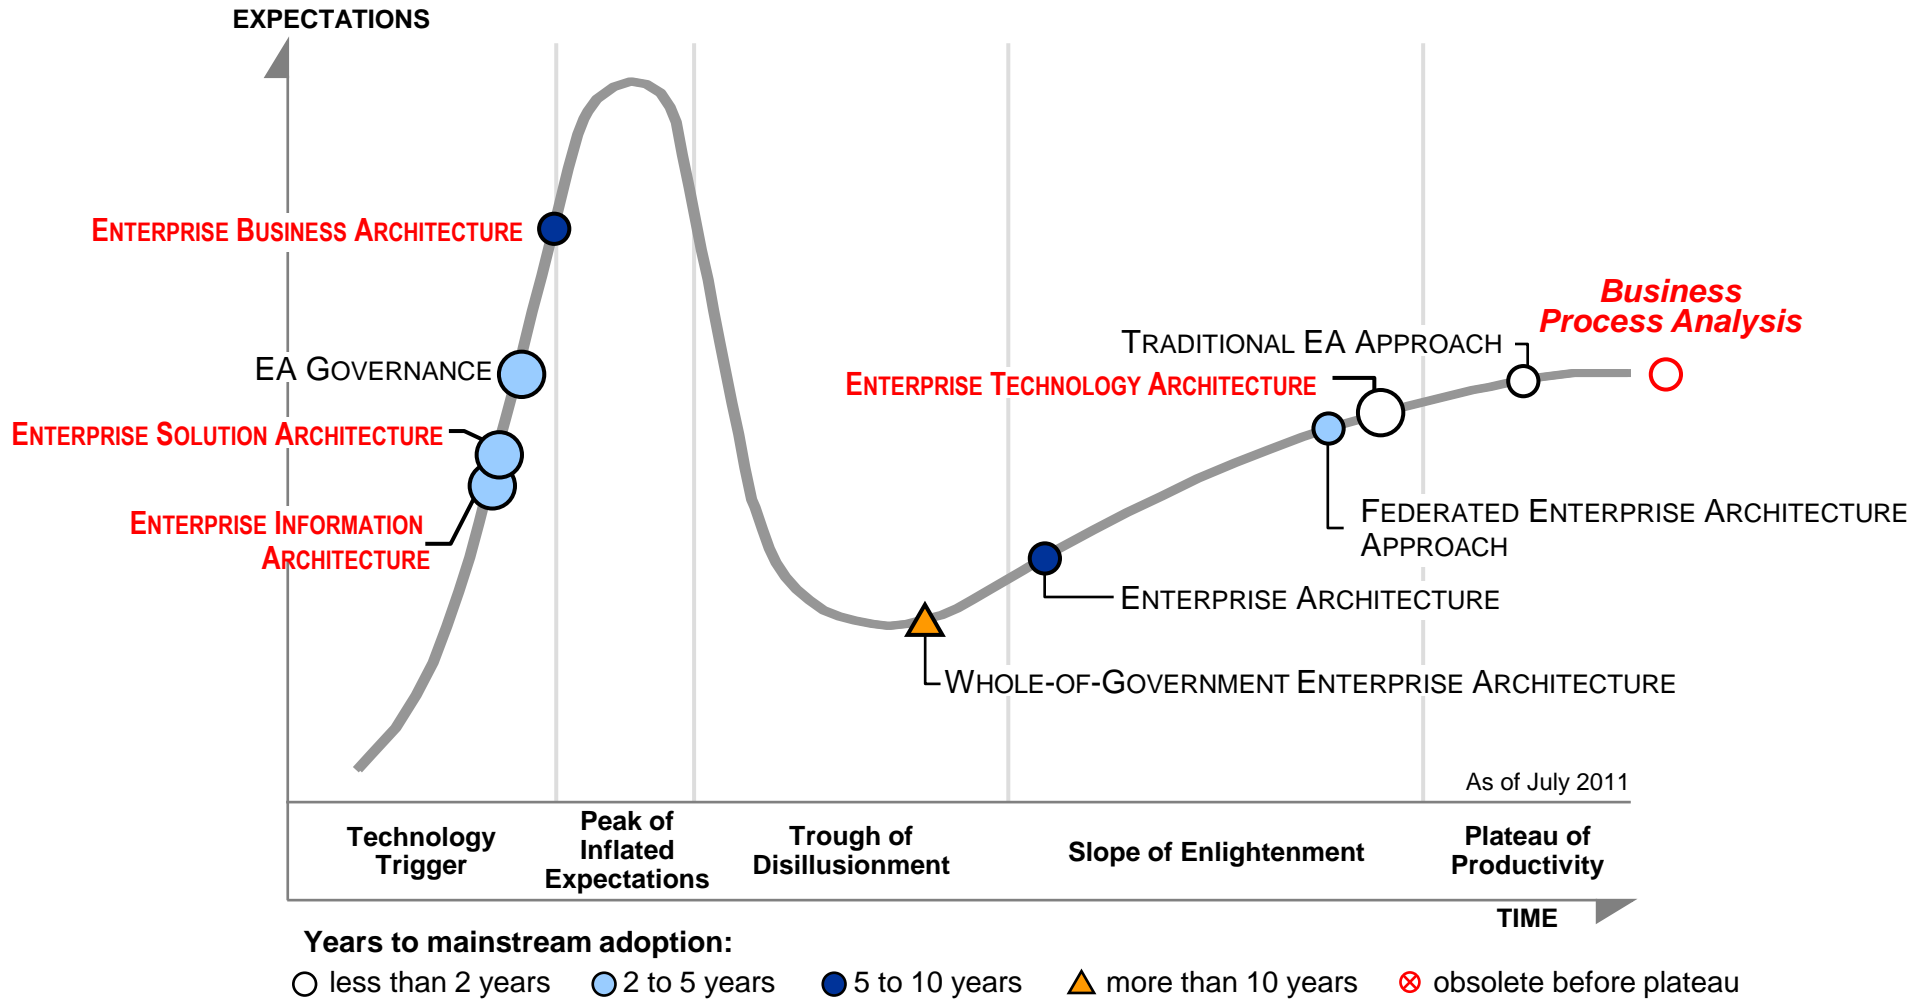 EXPECTATIONS
ENTERPRISE BUSINESS ARCHITECTURE
EA GOVERNANCE
ENTERPRISE SOLUTION ARCHITECTURE
ENTERPRISE INFORMATION
ARCHITECTURE
Business
Process Analysis
TRADITIONAL EA APPROACH
ENTERPRISE TECHNOLOGY ARCHITECTURE
FEDERATED ENTERPRISE ARCHITECTURE
APPROACH
ENTERPRISE ARCHITECTURE
WHOLE-OF-GOVERNMENT ENTERPRISE ARCHITECTURE
As of July 2011
Technology
Trigger
Peak of
Inflated
Expectations
Trough of
Disillusionment
Slope of Enlightenment
Plateau of
Productivity
TIME
Years to mainstream adoption:
less than 2 years
2 to 5 years
5 to 10 years
more than 10 years
obsolete before plateau